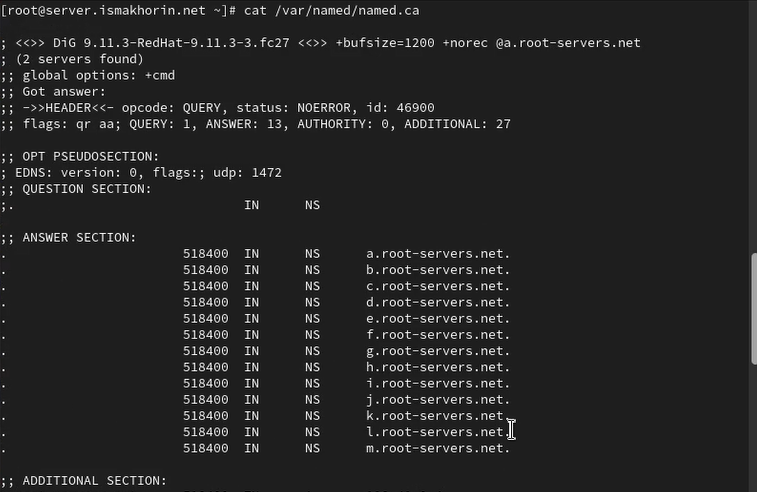 [root@server.ismakhorin.net ~]# cat /var/named/named.ca
; <<>> DiG 9.11.3-RedHat-9.11.3-3.fc27 <<>> +bufsize=1200 +norec @a.root-servers.net
; (2 servers found)
;; global options: +cmd
;; Got answer:
;; ->>HEADER<<- opcode: QUERY, status: NOERROR, id: 46900
;; flags: qr aa; QUERY: 1, ANSWER: 13, AUTHORITY: 0, ADDITIONAL: 27
;; OPT PSEUDOSECTION:
; EDNS: version: 0, flags:; udp: 1472
;; QUESTION SECTION:
;. IN NS
;; ANSWER SECTION:
. 518400 IN NS a.root-servers.net.
. 518400 IN NS b.root-servers.net.
. 518400 IN NS c.root-servers.net.
. 518400 IN NS d.root-servers.net.
. 518400 IN NS e.root-servers.net.
. 518400 IN NS f.root-servers.net.
. 518400 IN NS g.root-servers.net.
. 518400 IN NS h.root-servers.net.
. 518400 IN NS i.root-servers.net.
. 518400 IN NS j.root-servers.net.
. 518400 IN NS k.root-servers.net.
. 518400 IN NS l.root-servers.net.
. 518400 IN NS m.root-servers.net.
;; ADDITIONAL SECTION: